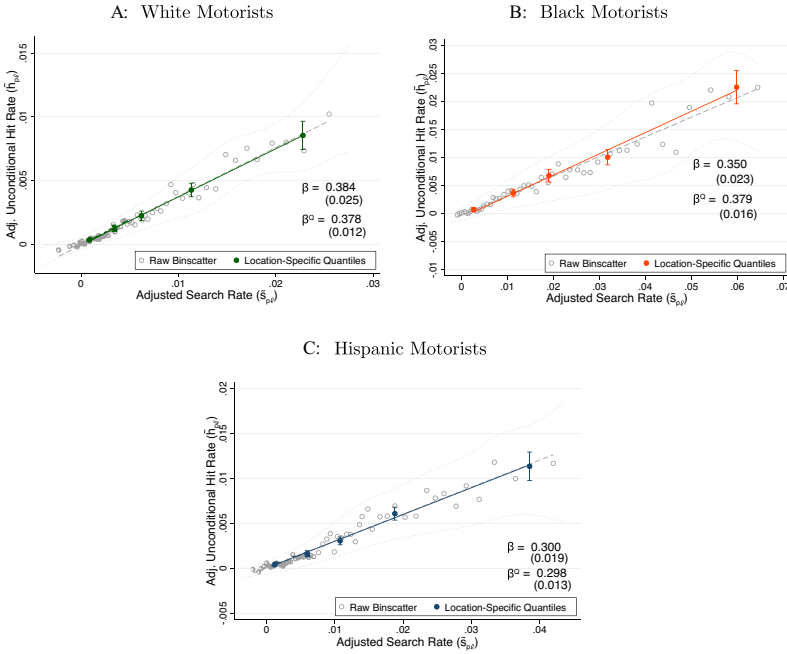 A: White Motorists
Adj. Unconditional Hit Rate (h̃pℓ)
.015
.01
.005
0
β = 0.384
(0.025)
βQ = 0.378
(0.012)
Raw Binscatter Location-Specific Quantiles
0 .01 .02 .03
Adjusted Search Rate (s̃pℓ)
B: Black Motorists
Adj. Unconditional Hit Rate (h̃pℓ)
.03
.025
.02
.015
.01
.005
0
-.005
-.01
β = 0.350
(0.023)
βQ = 0.379
(0.016)
Raw Binscatter Location-Specific Quantiles
0 .01 .02 .03 .04 .05 .06 .07
Adjusted Search Rate (s̃pℓ)
C: Hispanic Motorists
Adj. Unconditional Hit Rate (h̃pℓ)
.02
.015
.01
.005
0
-.005
β = 0.300
(0.019)
βQ = 0.298
(0.013)
Raw Binscatter Location-Specific Quantiles
0 .01 .02 .03 .04
Adjusted Search Rate (s̃pℓ)